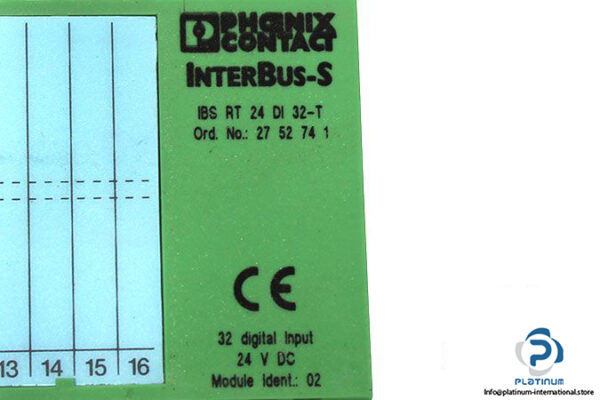 PHŒNIX
CONTACT
INTERBUS-S
IBS RT 24 DI 32-T
Ord. No.: 27 52 74 1
CE
32 digital Input
24 V DC
Module Ident.: 02
13 14 15 16
PLATINUM
info@platinum-international.store